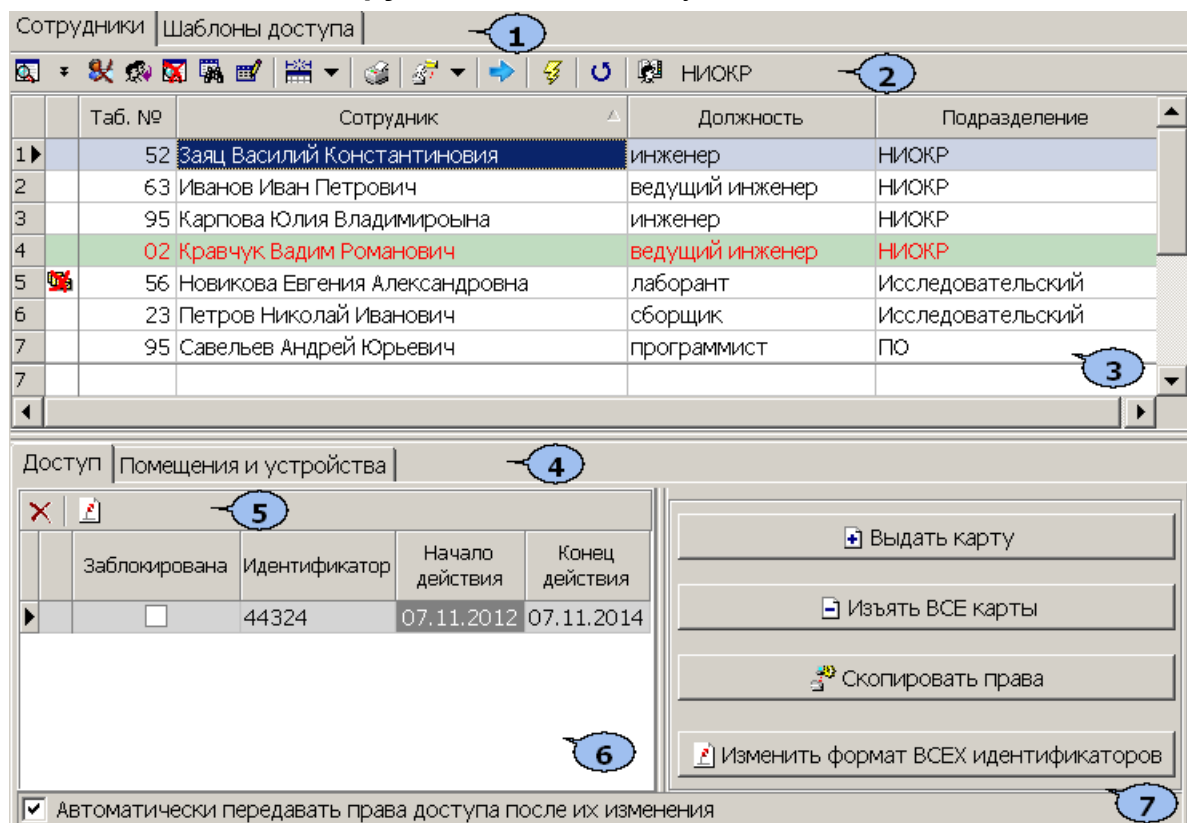 Сотрудники Шаблоны доступа 1
НИОКР 2
Таб. № Сотрудник Должность Подразделение
1 52 Заяц Василий Константиновия инженер НИОКР
2 63 Иванов Иван Петрович ведущий инженер НИОКР
3 95 Карпова Юлия Владимироына инженер НИОКР
4 02 Кравчук Вадим Романович ведущий инженер НИОКР
5 56 Новикова Евгения Александровна лаборант Исследовательский
6 23 Петров Николай Иванович сборщик Исследовательский
7 95 Савельев Андрей Юрьевич программист ПО
3
7
Доступ Помещения и устройства 4
5
Заблокирована Идентификатор Начало действия Конец действия
44324 07.11.2012 07.11.2014
6
Выдать карту
Изъять ВСЕ карты
Скопировать права
Изменить формат ВСЕХ идентификаторов
7
Автоматически передавать права доступа после их изменения